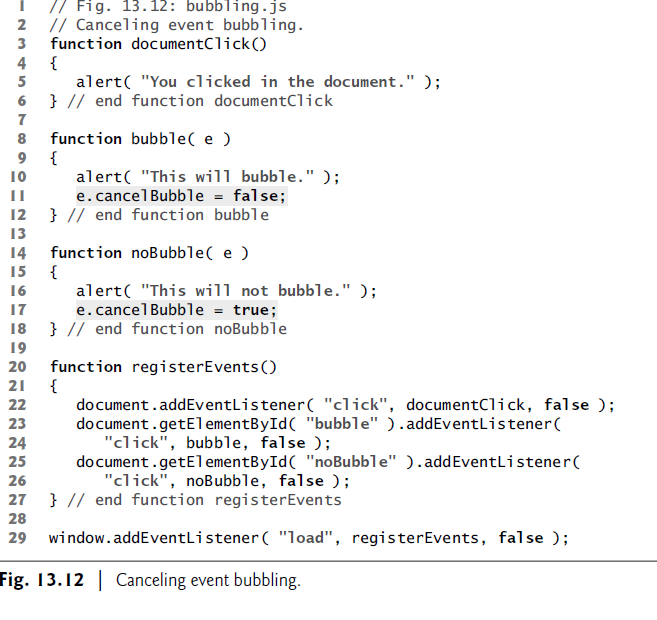 1 // Fig. 13.12: bubbling.js
2 // Canceling event bubbling.
3 function documentClick()
4 {
5 alert( "You clicked in the document." );
6 } // end function documentClick
7
8 function bubble( e )
9 {
10 alert( "This will bubble." );
11 e.cancelBubble = false;
12 } // end function bubble
13
14 function noBubble( e )
15 {
16 alert( "This will not bubble." );
17 e.cancelBubble = true;
18 } // end function noBubble
19
20 function registerEvents()
21 {
22 document.addEventListener( "click", documentClick, false );
23 document.getElementById( "bubble" ).addEventListener(
24 "click", bubble, false );
25 document.getElementById( "noBubble" ).addEventListener(
26 "click", noBubble, false );
27 } // end function registerEvents
28
29 window.addEventListener( "load", registerEvents, false );
Fig. 13.12 | Canceling event bubbling.